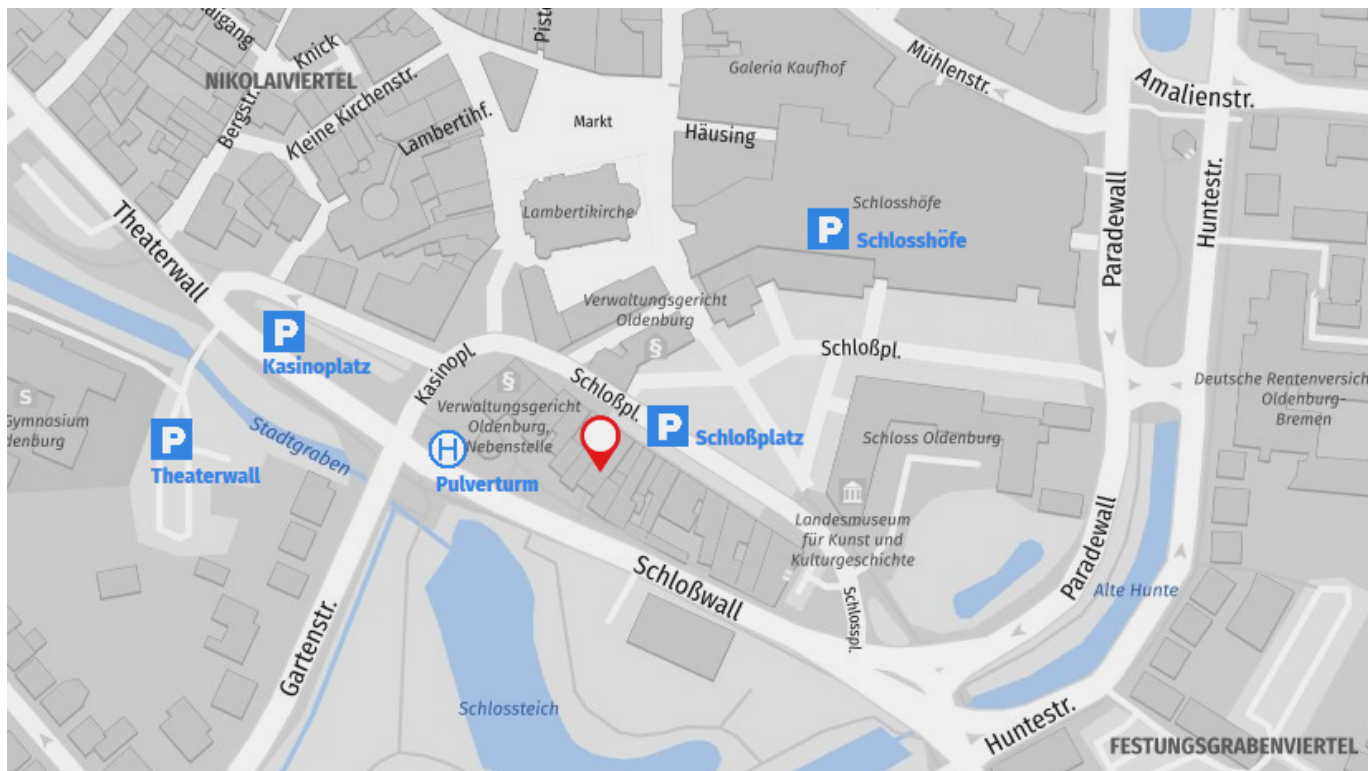 Knick
NIKOLAIVIERTEL
Kleine Kirchenstr.
Bergstr.
Lambertihf.
Markt
Galeria Kaufhof
Mühlenstr.
Amalienstr.
Häusing
Lambertikirche
Schlosshöfe
P Schlosshöfe
Theaterwall
Paradewall
Huntestr.
Verwaltungsgericht
Oldenburg
§
P
Kasinoplatz
Kasinopl.
Schloßpl.
Schloßpl.
Deutsche Rentenversich
Oldenburg-
Bremen
S
Gymnasium
denburg
P
Theaterwall
Stadtgraben
§
Verwaltungsgericht
Oldenburg,
Nebenstelle
H
Pulverturm
P Schloßplatz
Schloss Oldenburg
Landesmuseum
für Kunst und
Kulturgeschichte
Paradewall
Alte Hunte
Schloßwall
Schlosspl.
Gartenstr.
Schlossteich
Huntestr.
FESTUNGSGRABENVIERTEL